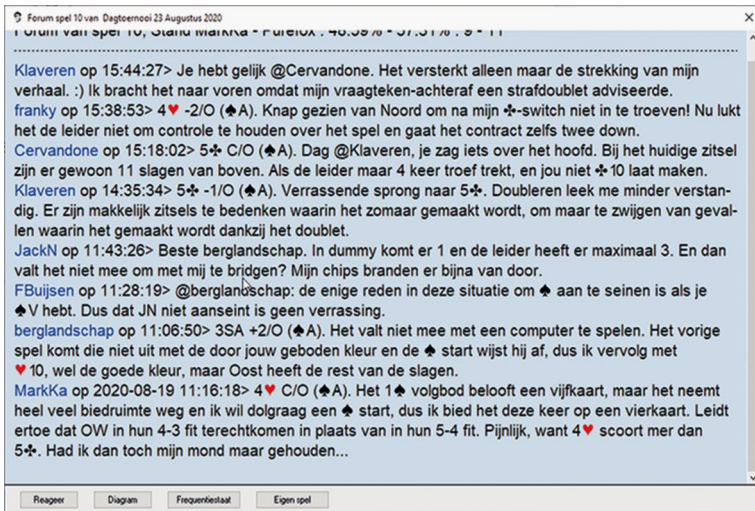 Forum spel 10 van Dagtoernooi 23 Augustus 2020
Forum van spel 10, Stand MarkKa - Purelox : 48.59% - 57.31% : 9 - 11
Klaveren op 15:44:27> Je hebt gelijk @Cervandone. Het versterkt alleen maar de strekking van mijn
verhaal. :) Ik bracht het naar voren omdat mijn vraagteken-achteraf een strafdoublet adviseerde.
franky op 15:38:53> 4♥ -2/O (♠A). Knap gezien van Noord om na mijn ♣-switch niet in te troeven! Nu lukt
het de leider niet om controle te houden over het spel en gaat het contract zelfs twee down.
Cervandone op 15:18:02> 5♣ C/O (♠A). Dag @Klaveren, je zag iets over het hoofd. Bij het huidige zitsel
zijn er gewoon 11 slagen van boven. Als de leider maar 4 keer troef trekt, en jou niet ♣10 laat maken.
Klaveren op 14:35:34> 5♣ -1/O (♠A). Verrassende sprong naar 5♣. Doubleren leek me minder verstan-
dig. Er zijn makkelijk zitsels te bedenken waarin het zomaar gemaakt wordt, om maar te zwijgen van geval-
len waarin het gemaakt wordt dankzij het doublet.
JackN op 11:43:26> Beste berglandschap. In dummy komt er 1 en de leider heeft er maximaal 3. En dan
valt het niet mee om met mij te bridgen? Mijn chips branden er bijna van door.
FBuijsen op 11:28:19> @berglandschap: de enige reden in deze situatie om ♠ aan te seinen is als je
♠V hebt. Dus dat JN niet aanseint is geen verrassing.
berglandschap op 11:06:50> 3SA +2/O (♠A). Het valt niet mee met een computer te spelen. Het vorige
spel komt die niet uit met de door jouw geboden kleur en de ♠ start wijst hij af, dus ik vervolg met
♥10, wel de goede kleur, maar Oost heeft de rest van de slagen.
MarkKa op 2020-08-19 11:16:18> 4♥ C/O (♠A). Het 1♠ volgbod belooft een vijfkaart, maar het neemt
heel veel biedruimte weg en ik wil dolgraag een ♠ start, dus ik bied het deze keer op een vierkaart. Leidt
ertoe dat OW in hun 4-3 fit terechtkomen in plaats van in hun 5-4 fit. Pijnlijk, want 4♥ scoort mer dan
5♣. Had ik dan toch mijn mond maar gehouden...
Reageer Diagram Frequentiestaat Eigen spel